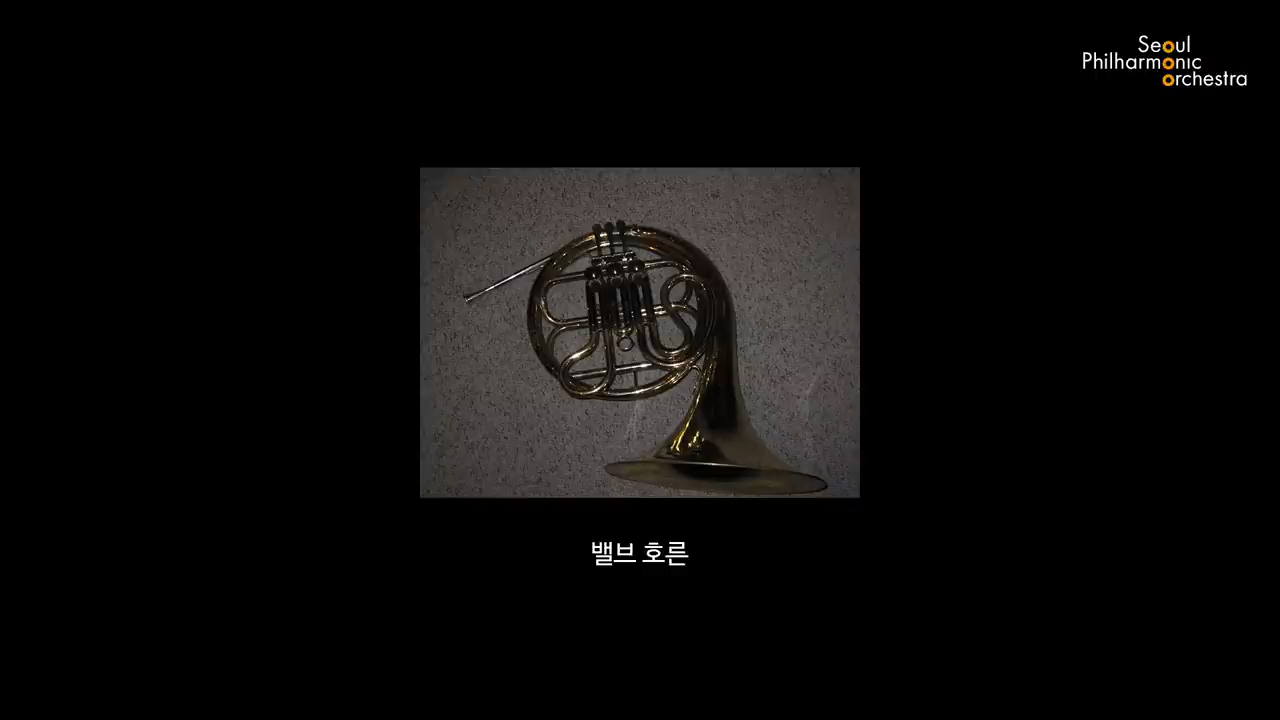 Seoul
Philharmonic
orchestra
밸브 호른